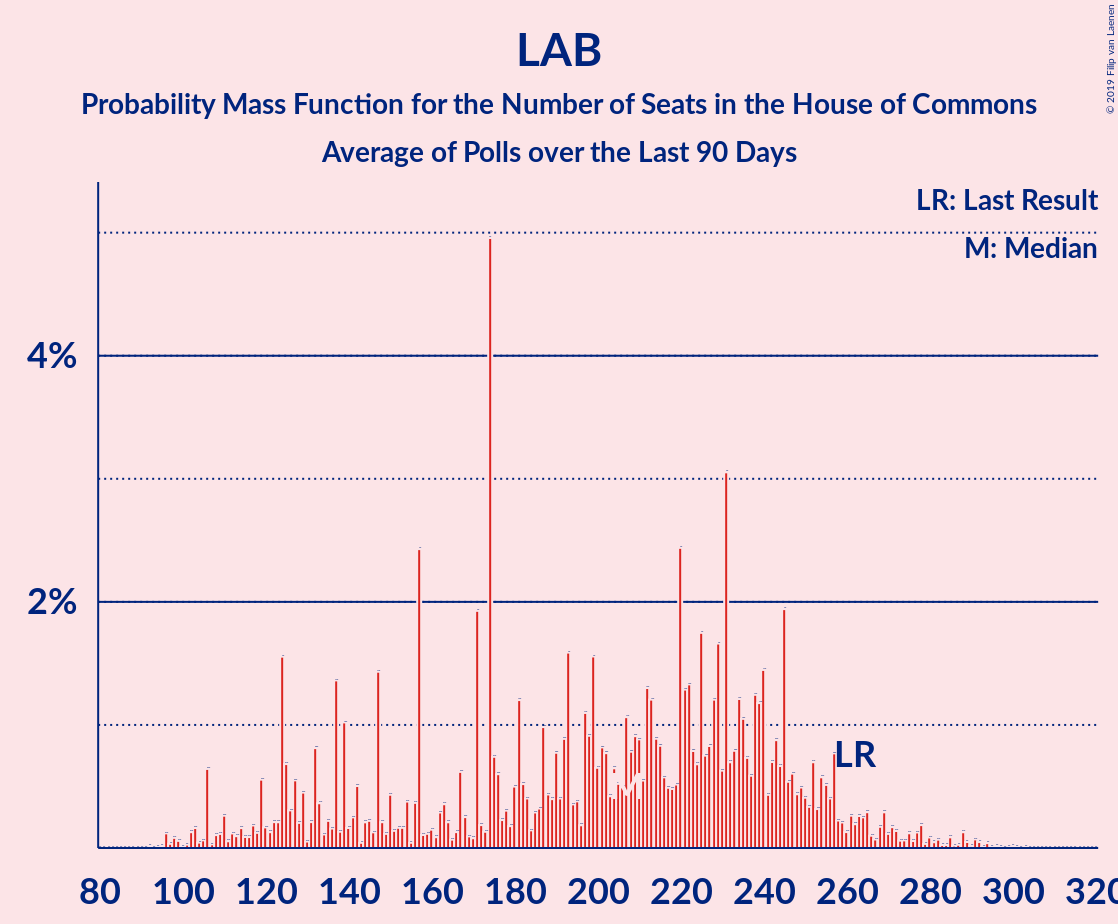 LAB
Probability Mass Function for the Number of Seats in the House of Commons
Average of Polls over the Last 90 Days
© 2019 Filip van Laenen
LR: Last Result
M: Median
4%
2%
LR
M
80 100 120 140 160 180 200 220 240 260 280 300 320